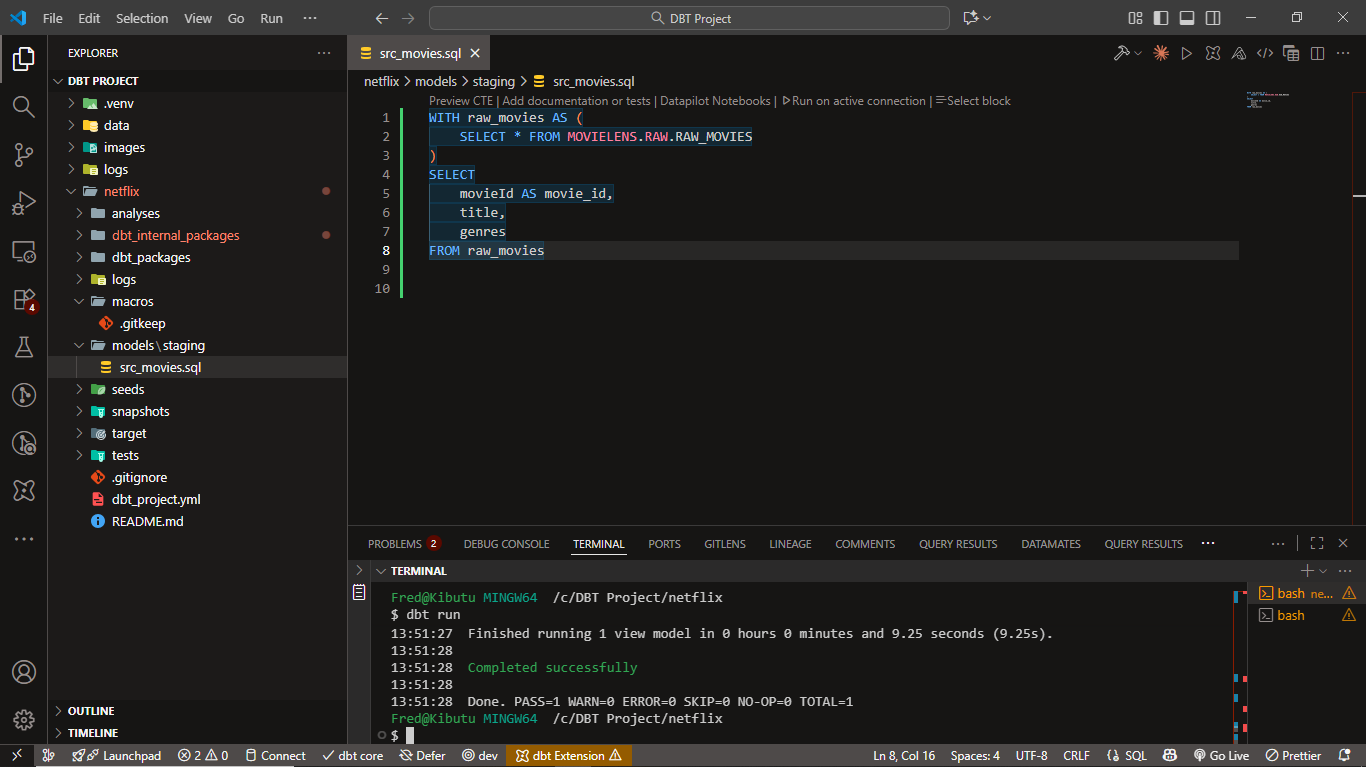 File Edit Selection View Go Run ···
DBT Project
EXPLORER
DBT PROJECT
.venv
data
images
logs
netflix
analyses
dbt_internal_packages
dbt_packages
logs
macros
.gitkeep
models\staging
src_movies.sql
seeds
snapshots
target
tests
.gitignore
dbt_project.yml
README.md
OUTLINE
TIMELINE
4
src_movies.sql
netflix > models > staging > src_movies.sql
Preview CTE | Add documentation or tests | Datapilot Notebooks | Run on active connection | Select block
1 WITH raw_movies AS (
2 SELECT * FROM MOVIELENS.RAW.RAW_MOVIES
3 )
4 SELECT
5 movieId AS movie_id,
6 title,
7 genres
8 FROM raw_movies
9
10
PROBLEMS 2 DEBUG CONSOLE TERMINAL PORTS GITLENS LINEAGE COMMENTS QUERY RESULTS DATAMATES QUERY RESULTS ···
TERMINAL
Fred@Kibutu MINGW64 /c/DBT Project/netflix
$ dbt run
13:51:27 Finished running 1 view model in 0 hours 0 minutes and 9.25 seconds (9.25s).
13:51:28
13:51:28 Completed successfully
13:51:28
13:51:28 Done. PASS=1 WARN=0 ERROR=0 SKIP=0 NO-OP=0 TOTAL=1
Fred@Kibutu MINGW64 /c/DBT Project/netflix
$
bash ne...
bash
Launchpad 2 0 Connect dbt core Defer dev dbt Extension Ln 8, Col 16 Spaces: 4 UTF-8 CRLF {} SQL Go Live Prettier